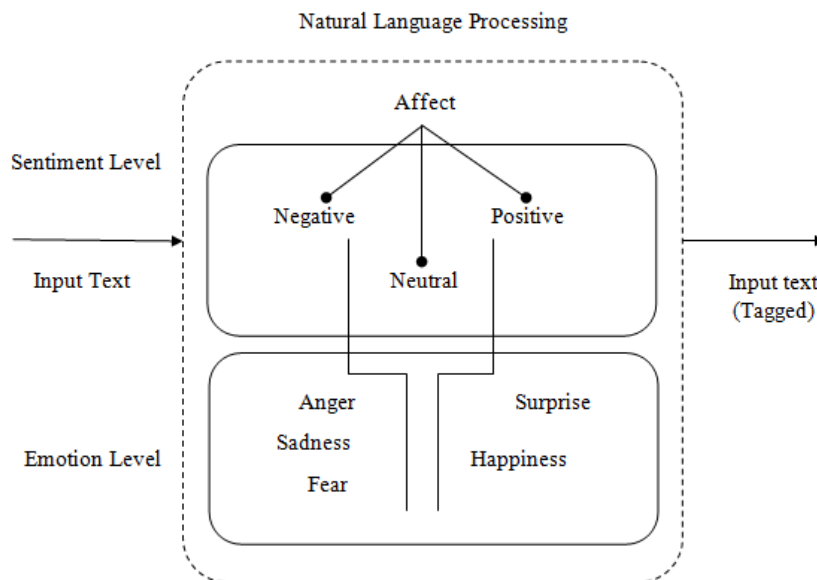 Natural Language Processing
Affect
Sentiment Level
Negative
Positive
Neutral
Input Text
Input text
(Tagged)
Anger
Surprise
Sadness
Emotion Level
Happiness
Fear